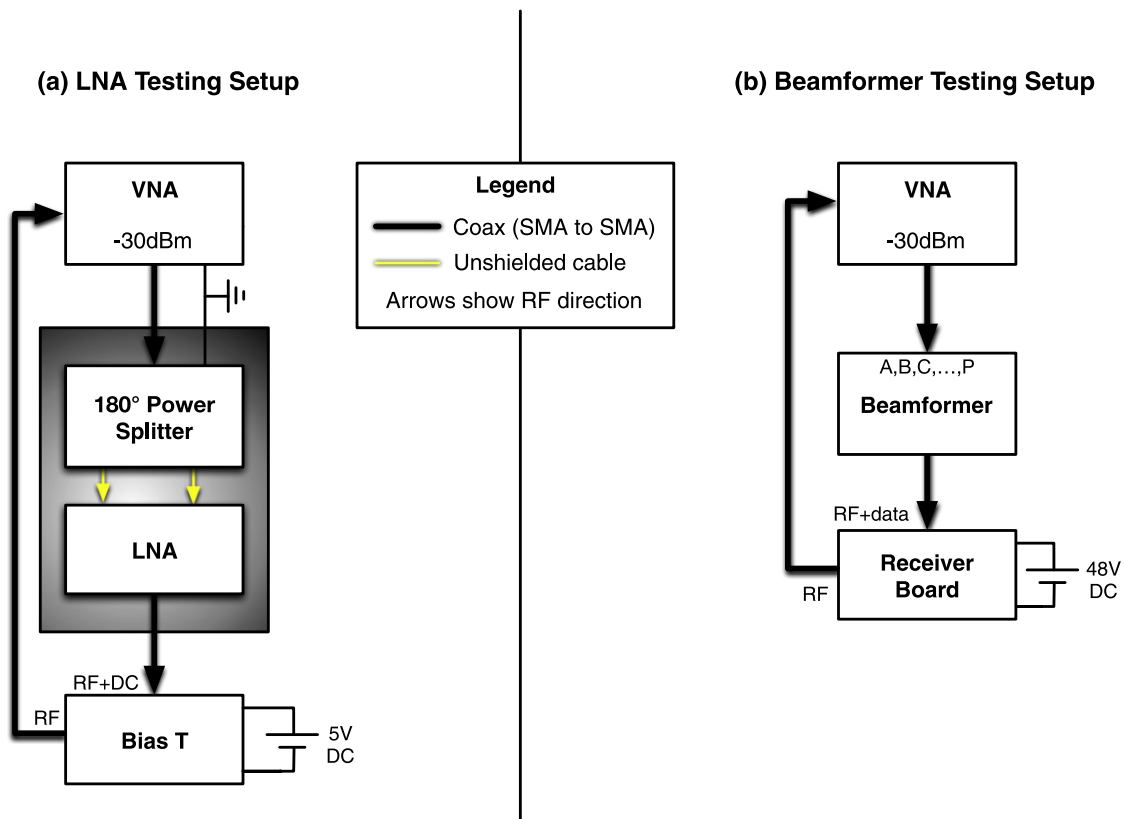 (a) LNA Testing Setup
VNA
-30dBm
180° Power
Splitter
LNA
RF+DC
RF
Bias T
5V
DC
Legend
Coax (SMA to SMA)
Unshielded cable
Arrows show RF direction
(b) Beamformer Testing Setup
VNA
-30dBm
A,B,C,...,P
Beamformer
RF+data
Receiver
Board
RF
48V
DC